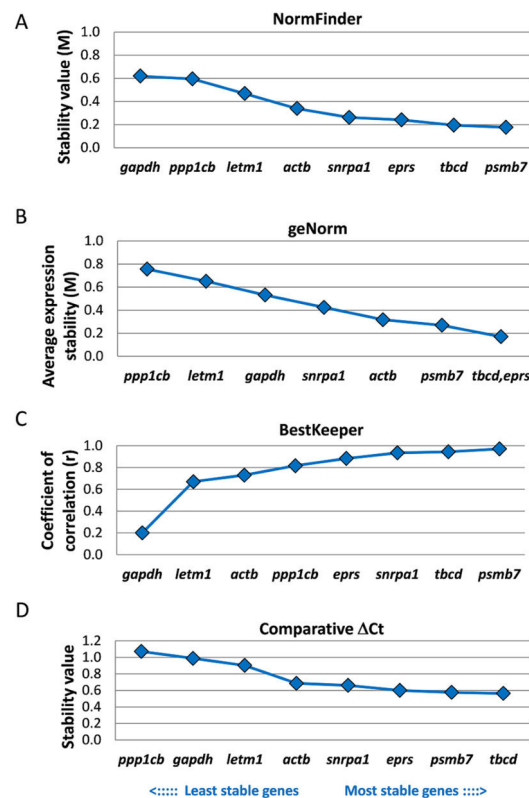 A
NormFinder
Stability value (M)
1.0
0.8
0.6
0.4
0.2
0.0
gapdh ppp1cb letm1 actb snrpa1 eprs tbcd psmb7
B
geNorm
Average expression
stability (M)
1.0
0.8
0.6
0.4
0.2
0.0
ppp1cb letm1 gapdh snrpa1 actb psmb7 tbcd,eprs
C
BestKeeper
Coefficient of
correlation (r)
1.0
0.8
0.6
0.4
0.2
0.0
gapdh letm1 actb ppp1cb eprs snrpa1 tbcd psmb7
D
Comparative ΔCt
Stability value
1.2
1.0
0.8
0.6
0.4
0.2
0.0
ppp1cb gapdh letm1 actb snrpa1 eprs psmb7 tbcd
<::::: Least stable genes Most stable genes ::::>